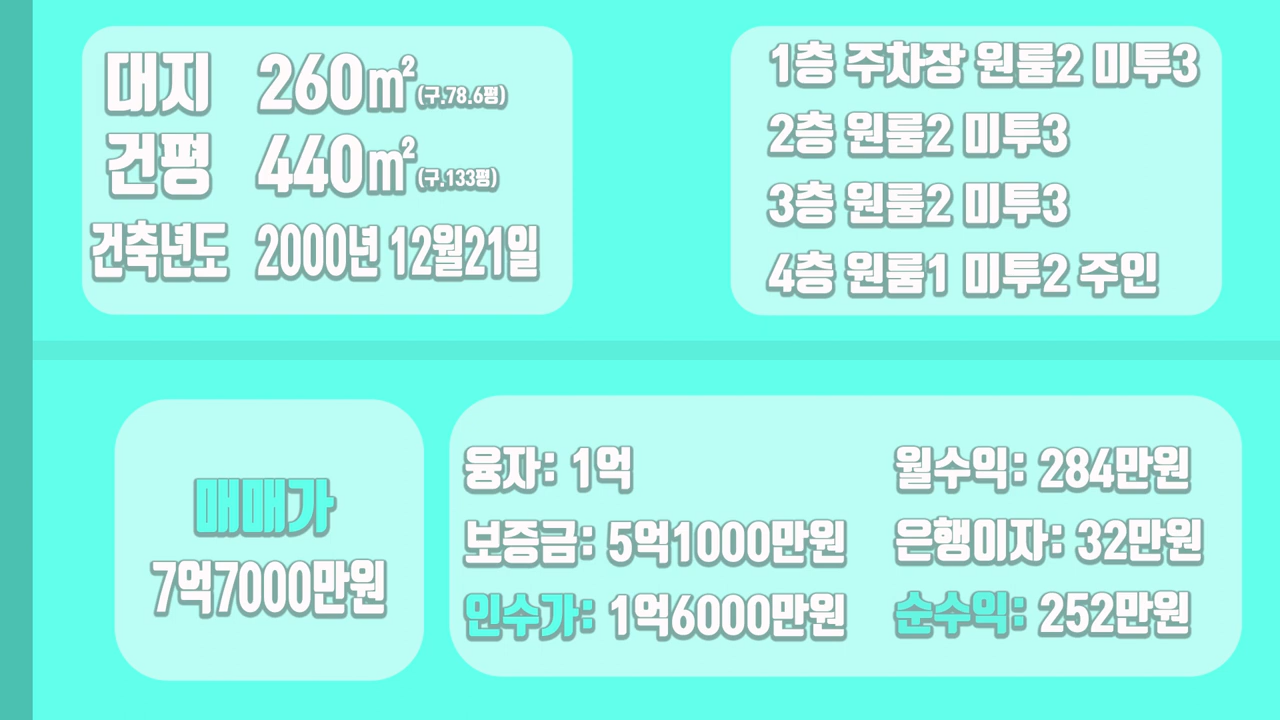 대지 260㎡(구.78.6평)
건평 440㎡(구.133평)
건축년도 2000년 12월21일
1층 주차장 원룸2 미투3
2층 원룸2 미투3
3층 원룸2 미투3
4층 원룸1 미투2 주인
매매가
7억7000만원
융자: 1억
보증금: 5억1000만원
인수가: 1억6000만원
월수익: 284만원
은행이자: 32만원
순수익: 252만원